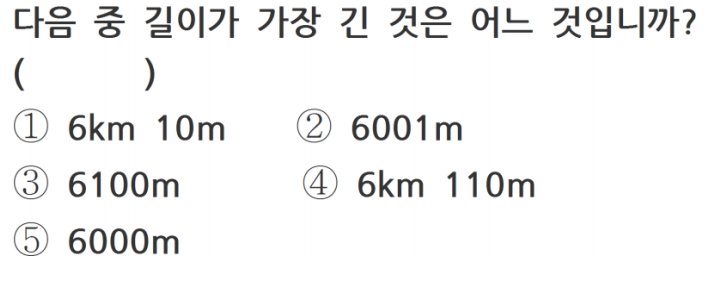 다음 중 길이가 가장 긴 것은 어느 것입니까?
( )
① 6km 10m ② 6001m
③ 6100m ④ 6km 110m
⑤ 6000m